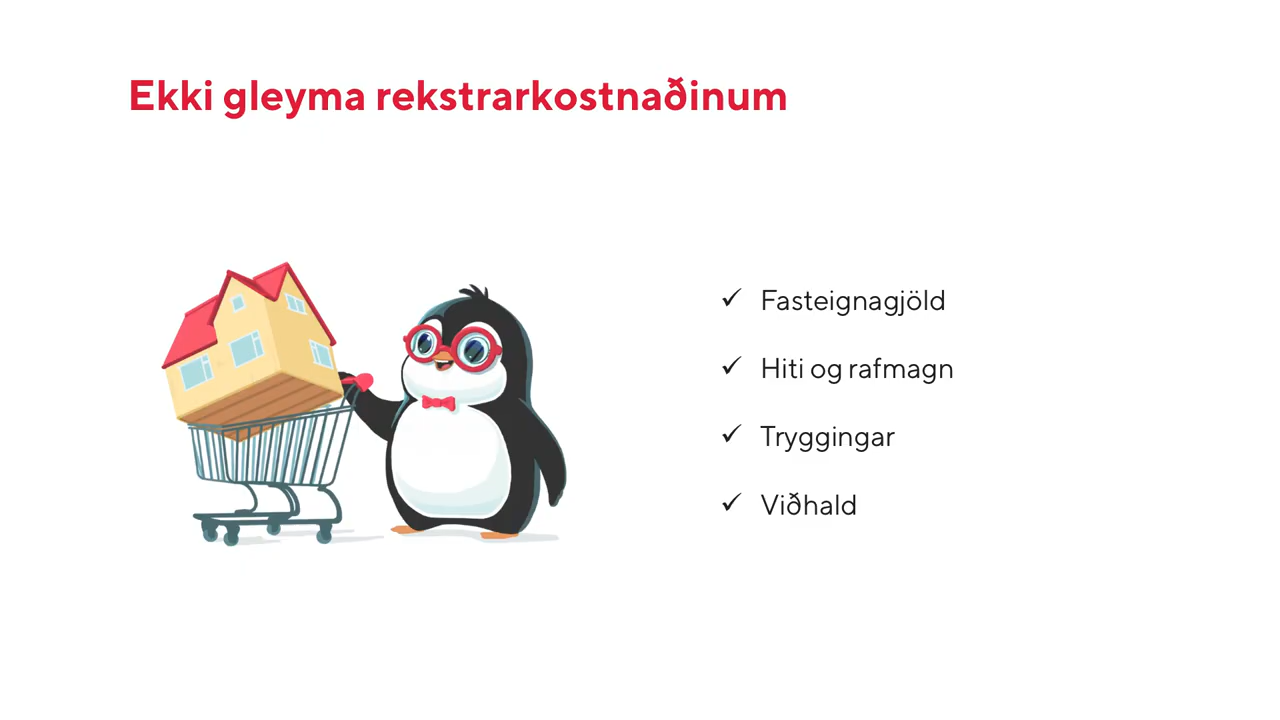 Ekki gleyma rekstrarkostnaðinum
✓ Fasteignagjöld
✓ Hiti og rafmagn
✓ Tryggingar
✓ Viðhald